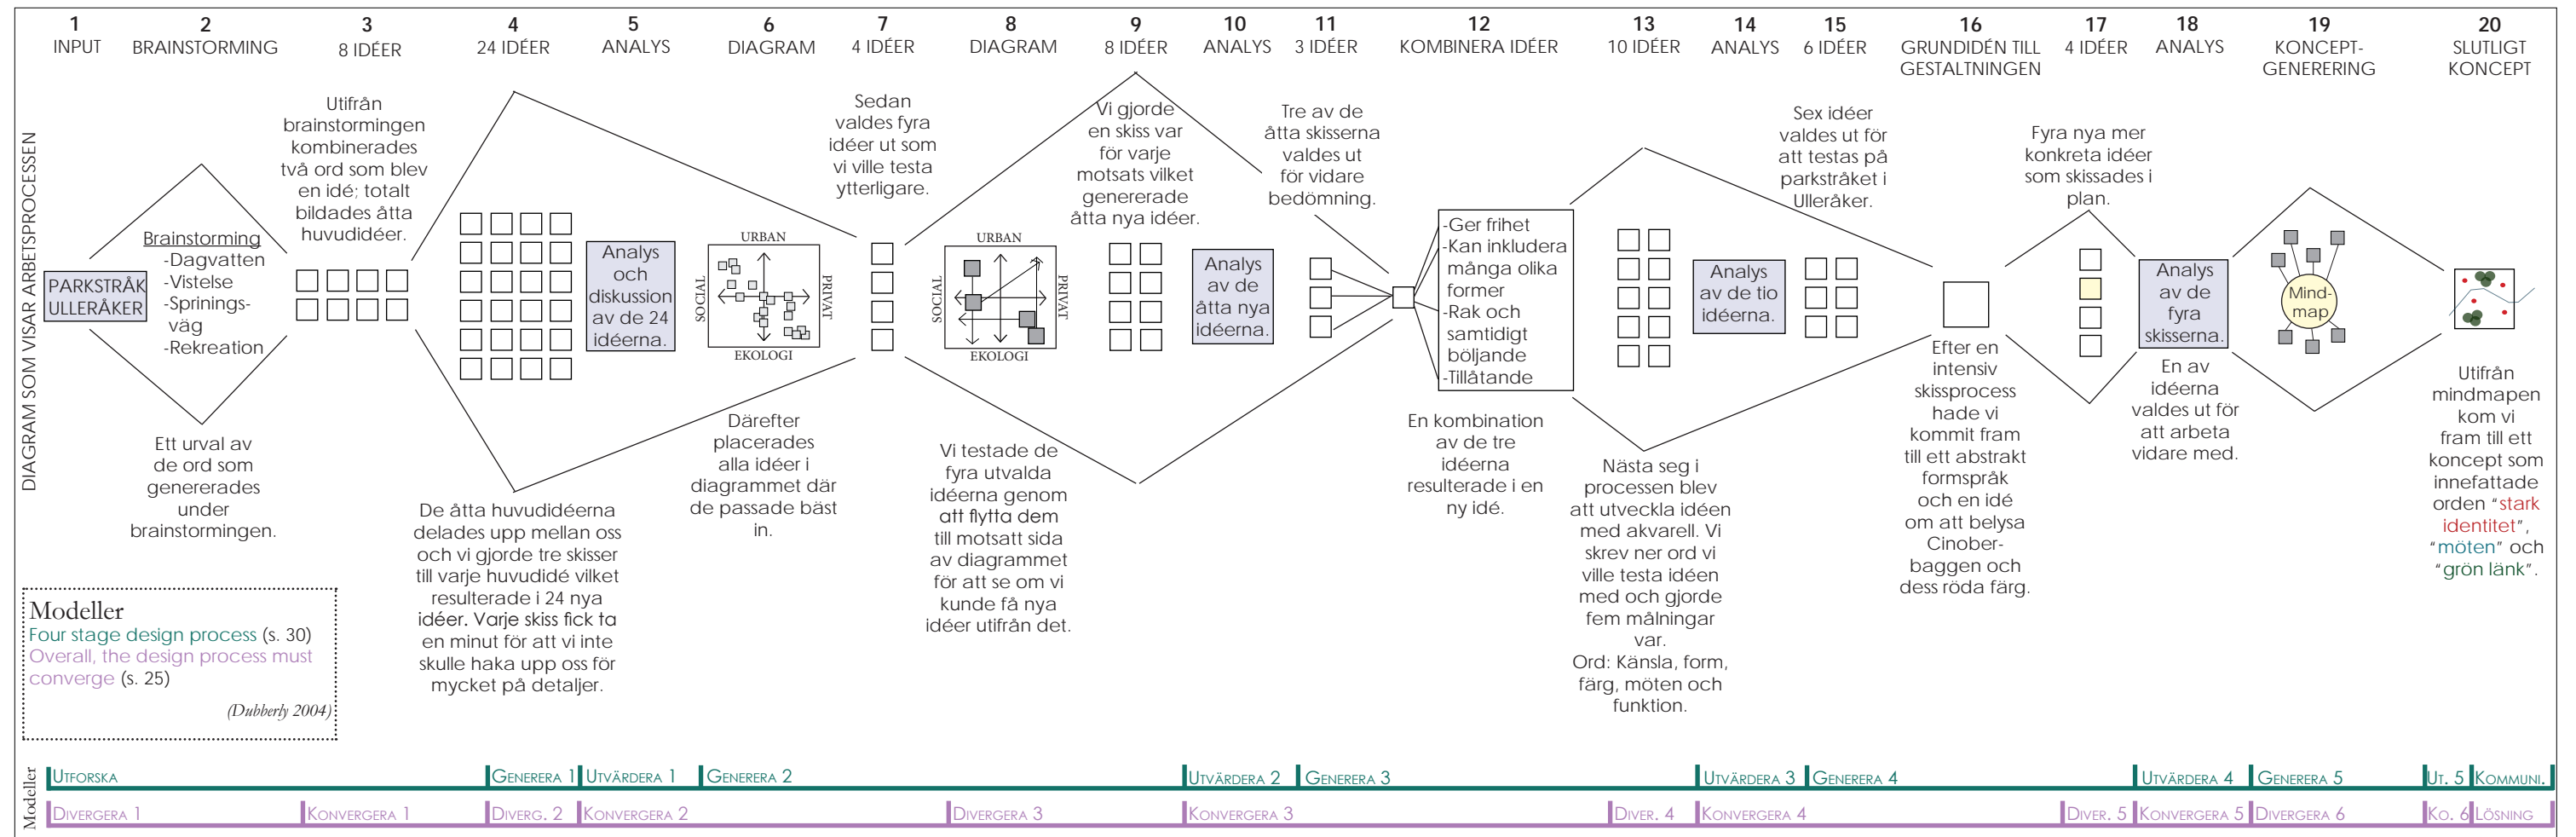 1
INPUT
2
BRAINSTORMING
3
8 IDÉER
4
24 IDÉER
5
ANALYS
6
DIAGRAM
7
4 IDÉER
8
DIAGRAM
9
8 IDÉER
10
ANALYS
11
3 IDÉER
12
KOMBINERA IDÉER
13
10 IDÉER
14
ANALYS
15
6 IDÉER
16
GRUNDIDÉN TILL
GESTALTNINGEN
17
4 IDÉER
18
ANALYS
19
KONCEPT-
GENERERING
20
SLUTLIGT
KONCEPT
DIAGRAM SOM VISAR ARBETSPROCESSEN
PARKSTRÅK
ULLERÅKER
Brainstorming
-Dagvatten
-Vistelse
-Sprinings-
väg
-Rekreation
Ett urval av
de ord som
genererades
under
brainstormingen.
Utifrån
brainstormingen
kombinerades
två ord som blev
en idé; totalt
bildades åtta
huvudidéer.
De åtta huvudidéerna
delades upp mellan oss
och vi gjorde tre skisser
till varje huvudidé vilket
resulterade i 24 nya
idéer. Varje skiss fick ta
en minut för att vi inte
skulle haka upp oss för
mycket på detaljer.
Analys
och
diskussion
av de 24
idéerna.
URBAN
SOCIAL
PRIVAT
EKOLOGI
Därefter
placerades
alla idéer i
diagrammet där
de passade bäst
in.
Sedan
valdes fyra
idéer ut som
vi ville testa
ytterligare.
URBAN
SOCIAL
PRIVAT
EKOLOGI
Vi testade de
fyra utvalda
idéerna genom
att flytta dem
till motsatt sida
av diagrammet
för att se om vi
kunde få nya
idéer utifrån det.
Vi gjorde
en skiss var
för varje
motsats vilket
genererade
åtta nya idéer.
Analys
av de
åtta nya
idéerna.
Tre av de
åtta skisserna
valdes ut
för vidare
bedömning.
-Ger frihet
-Kan inkludera
många olika
former
-Rak och
samtidigt
böljande
-Tillåtande
En kombination
av de tre
idéerna
resulterade i en
ny idé.
Nästa seg i
processen blev
att utveckla idéen
med akvarell. Vi
skrev ner ord vi
ville testa idéen
med och gjorde
fem målningar
var.
Ord: Känsla, form,
färg, möten och
funktion.
Analys
av de tio
idéerna.
Sex idéer
valdes ut för
att testas på
parkstråket i
Ulleråker.
Efter en
intensiv
skissprocess
hade vi
kommit fram
till ett abstrakt
formspråk
och en idé
om att belysa
Cinober-
baggen och
dess röda färg.
Fyra nya mer
konkreta idéer
som skissades i
plan.
Analys
av de
fyra
skisserna.
En av
idéerna
valdes ut för
att arbeta
vidare med.
Mind-
map
Utifrån
mindmapen
kom vi
fram till ett
koncept som
innefattade
orden “stark
identitet”,
“möten” och
“grön länk”.
Modeller
Four stage design process (s. 30)
Overall, the design process must
converge (s. 25)
(Dubberly 2004)
Modeller
UTFORSKA
GENERERA 1
UTVÄRDERA 1
GENERERA 2
UTVÄRDERA 2
GENERERA 3
UTVÄRDERA 3
GENERERA 4
UTVÄRDERA 4
GENERERA 5
UT. 5
KOMMUNI.
DIVERGERA 1
KONVERGERA 1
DIVERG. 2
KONVERGERA 2
DIVERGERA 3
KONVERGERA 3
DIVER. 4
KONVERGERA 4
DIVER. 5
KONVERGERA 5
DIVERGERA 6
KO. 6
LÖSNING